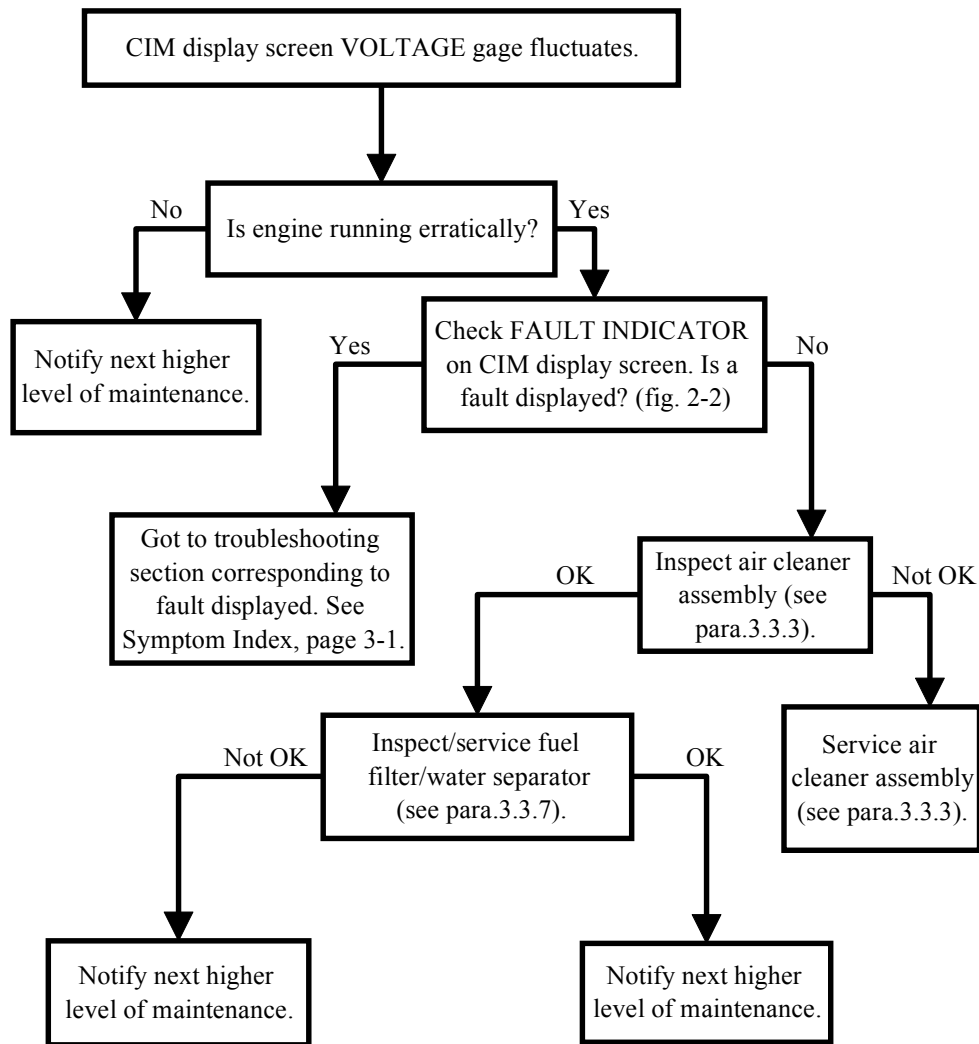 CIM display screen VOLTAGE gage fluctuates.
No
Is engine running erratically?
Yes
Notify next higher
level of maintenance.
Yes
Check FAULT INDICATOR
on CIM display screen. Is a
fault displayed? (fig. 2-2)
No
Got to troubleshooting
section corresponding to
fault displayed. See
Symptom Index, page 3-1.
OK
Inspect air cleaner
assembly (see
para.3.3.3).
Not OK
Not OK
Inspect/service fuel
filter/water separator
(see para.3.3.7).
OK
Service air
cleaner assembly
(see para.3.3.3).
Notify next higher
level of maintenance.
Notify next higher
level of maintenance.